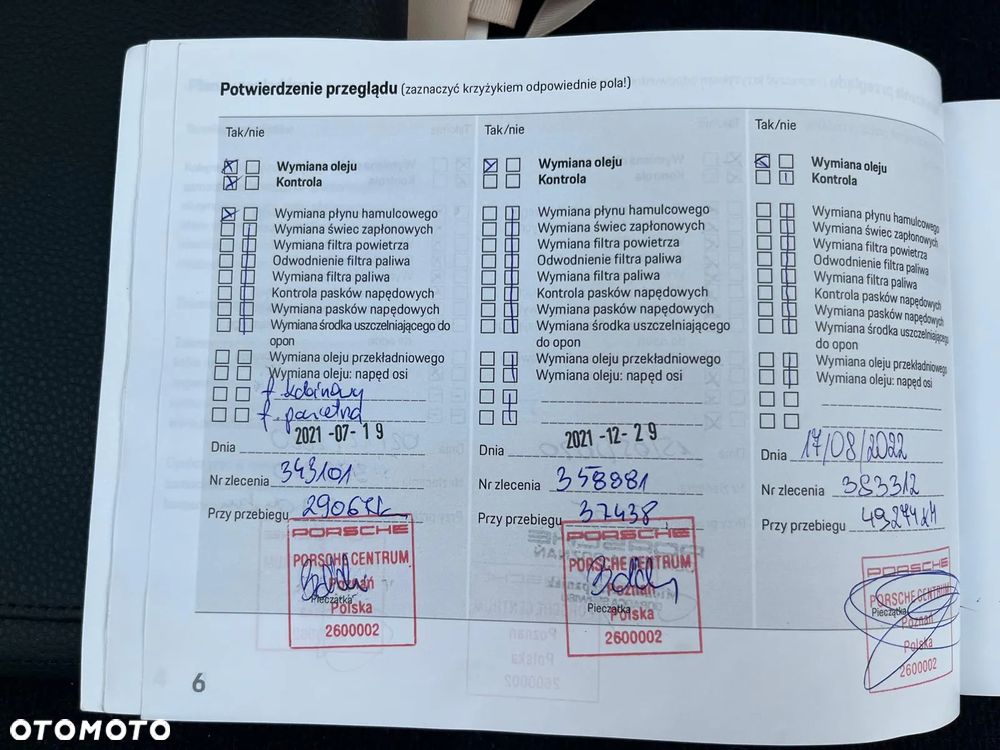 Potwierdzenie przeglądu (zaznaczyć krzyżykiem odpowiednie pola!)
Tak/nie
Wymiana oleju
Kontrola
Wymiana płynu hamulcowego
Wymiana świec zapłonowych
Wymiana filtra powietrza
Odwodnienie filtra paliwa
Wymiana filtra paliwa
Kontrola pasków napędowych
Wymiana pasków napędowych
Wymiana środka uszczelniającego do
opon
Wymiana oleju przekładniowego
Wymiana oleju: napęd osi
f. kabinowy
Dnia 2021-07-19
Nr zlecenia 343101
Przy przebiegu
PORSCHE
PORSCHE CENTRUM
Poznań
Pieczątka
Polska
2600002
Tak/nie
Wymiana oleju
Kontrola
Wymiana płynu hamulcowego
Wymiana świec zapłonowych
Wymiana filtra powietrza
Odwodnienie filtra paliwa
Wymiana filtra paliwa
Kontrola pasków napędowych
Wymiana pasków napędowych
Wymiana środka uszczelniającego
do opon
Wymiana oleju przekładniowego
Wymiana oleju: napęd osi
Dnia 2021-12-29
Nr zlecenia 358881
Przy przebiegu 37438
PORSCHE
PORSCHE CENTRUM
Poznań
Pieczątka
Polska
2600002
Tak/nie
Wymiana oleju
Kontrola
Wymiana płynu hamulcowego
Wymiana świec zapłonowych
Wymiana filtra powietrza
Odwodnienie filtra paliwa
Wymiana filtra paliwa
Kontrola pasków napędowych
Wymiana pasków napędowych
Wymiana środka uszczelniającego
do opon
Wymiana oleju przekładniowego
Wymiana oleju: napęd osi
Dnia 17/08/2022
Nr zlecenia 383312
Przy przebiegu
PORSCHE
PORSCHE CENTRUM
Pieczątka
Poznań
Polska
2600002
6
OTOMOTO